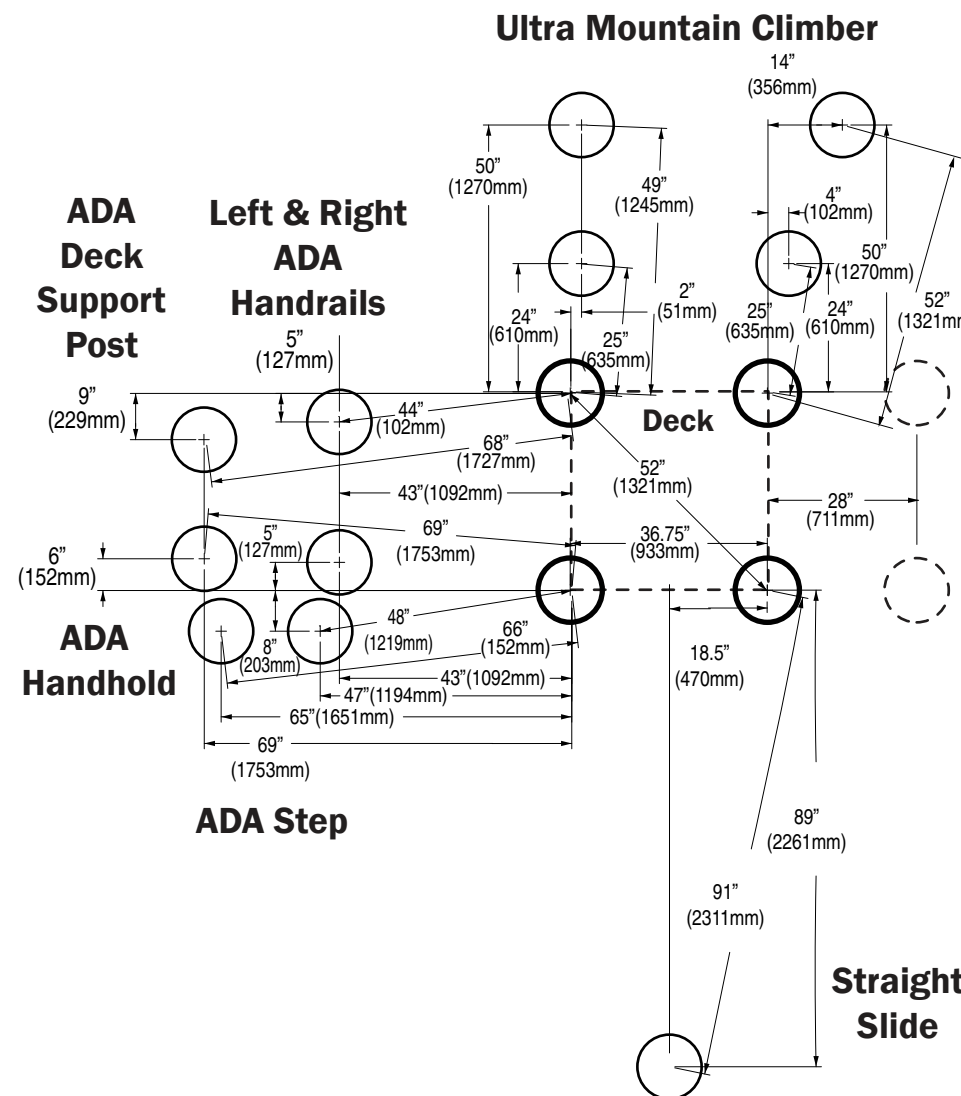 Ultra Mountain Climber
14”
(356mm)
50”
(1270mm)
49”
(1245mm)
4”
(102mm)
50”
(1270mm)
52”
(1321m
ADA
Deck
Support
Post
Left & Right
ADA
Handrails
5”
(127mm)
24”
(610mm)
2”
(51mm)
25”
(635mm)
25”
(635mm)
24”
(610mm)
9”
(229mm)
44”
(102mm)
Deck
68”
(1727mm)
52”
(1321mm)
43”(1092mm)
28”
(711mm)
69”
(1753mm)
5”
(127mm)
36.75”
(933mm)
6”
(152mm)
ADA
Handhold
8”
(203mm)
48”
(1219mm)
66”
(152mm)
18.5”
(470mm)
43”(1092mm)
47”(1194mm)
65”(1651mm)
69”
(1753mm)
ADA Step
89”
(2261mm)
91”
(2311mm)
Straight
Slide